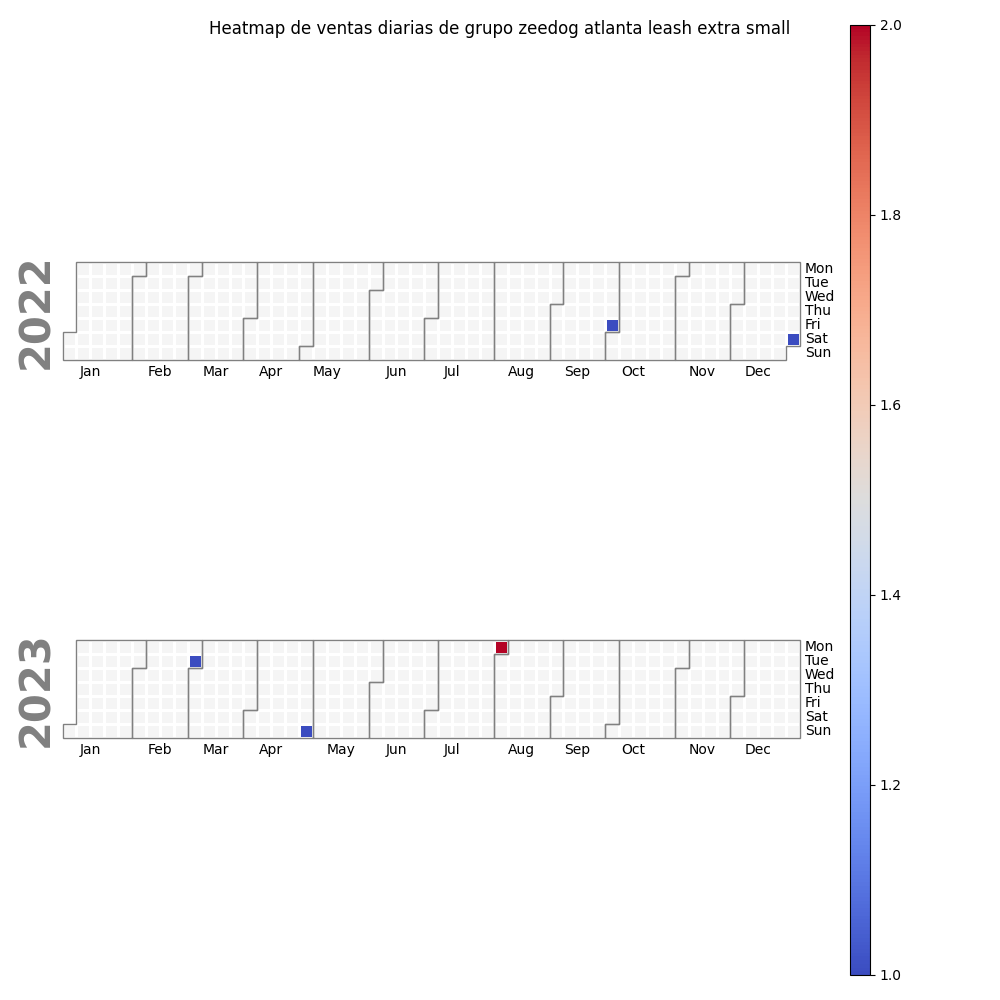 Heatmap de ventas diarias de grupo zeedog atlanta leash extra small
2.0
1.8
1.6
1.4
1.2
1.0
2022
Mon
Tue
Wed
Thu
Fri
Sat
Sun
Jan Feb Mar Apr May Jun Jul Aug Sep Oct Nov Dec
2023
Mon
Tue
Wed
Thu
Fri
Sat
Sun
Jan Feb Mar Apr May Jun Jul Aug Sep Oct Nov Dec